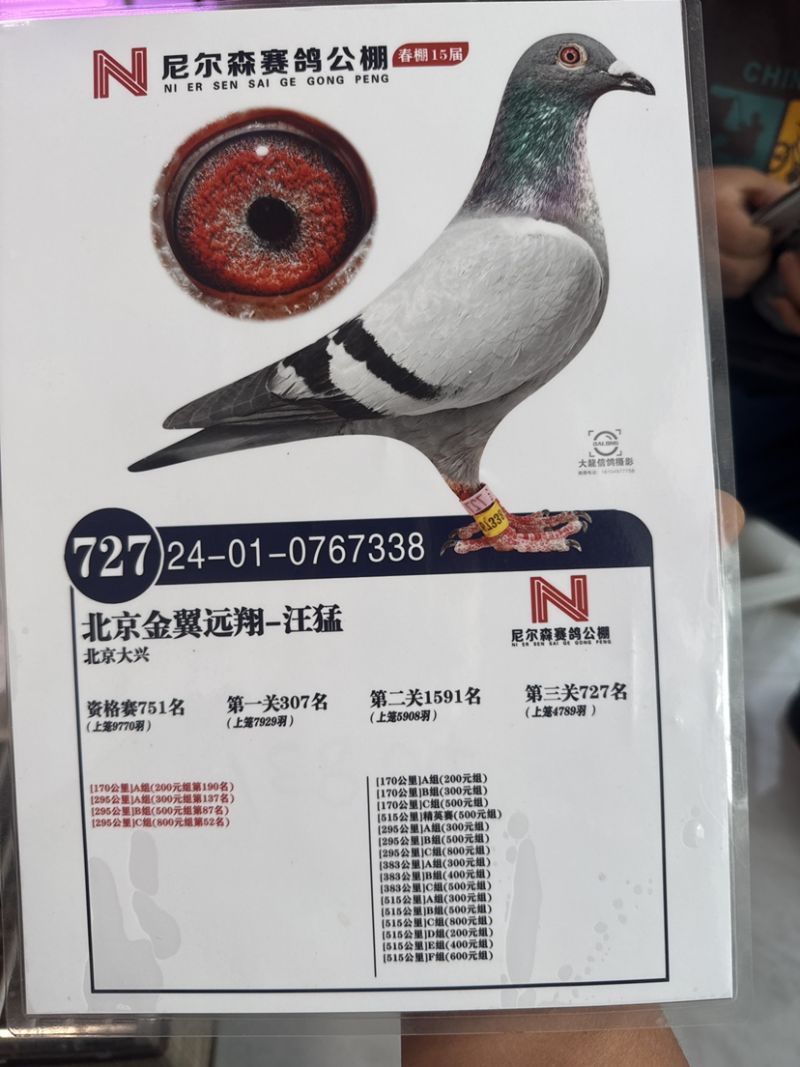 尼尔森赛鸽公棚
春棚15届
NI ER SEN SAI GE GONG PENG
CHIN
大龍信鸽攝影
727
24-01-0767338
北京金翼远翔-汪猛
北京大兴
尼尔森赛鸽公棚
NI ER SEN SAI GE GONG PENG
资格赛751名
(上笼9770羽)
第一关307名
(上笼7929羽)
第二关1591名
(上笼5908羽)
第三关727名
(上笼4789羽)
[170公里]A组(200元组第190名)
[295公里]A组(300元组第137名)
[295公里]B组(500元组第87名)
[295公里]C组(800元组第52名)
[170公里]A组(200元组)
[170公里]B组(300元组)
[170公里]C组(500元组)
[515公里]精英赛(500元组)
[295公里]A组(300元组)
[295公里]B组(500元组)
[295公里]C组(800元组)
[383公里]A组(300元组)
[383公里]B组(400元组)
[383公里]C组(500元组)
[515公里]A组(300元组)
[515公里]B组(500元组)
[515公里]C组(800元组)
[515公里]D组(200元组)
[515公里]E组(400元组)
[515公里]F组(600元组)